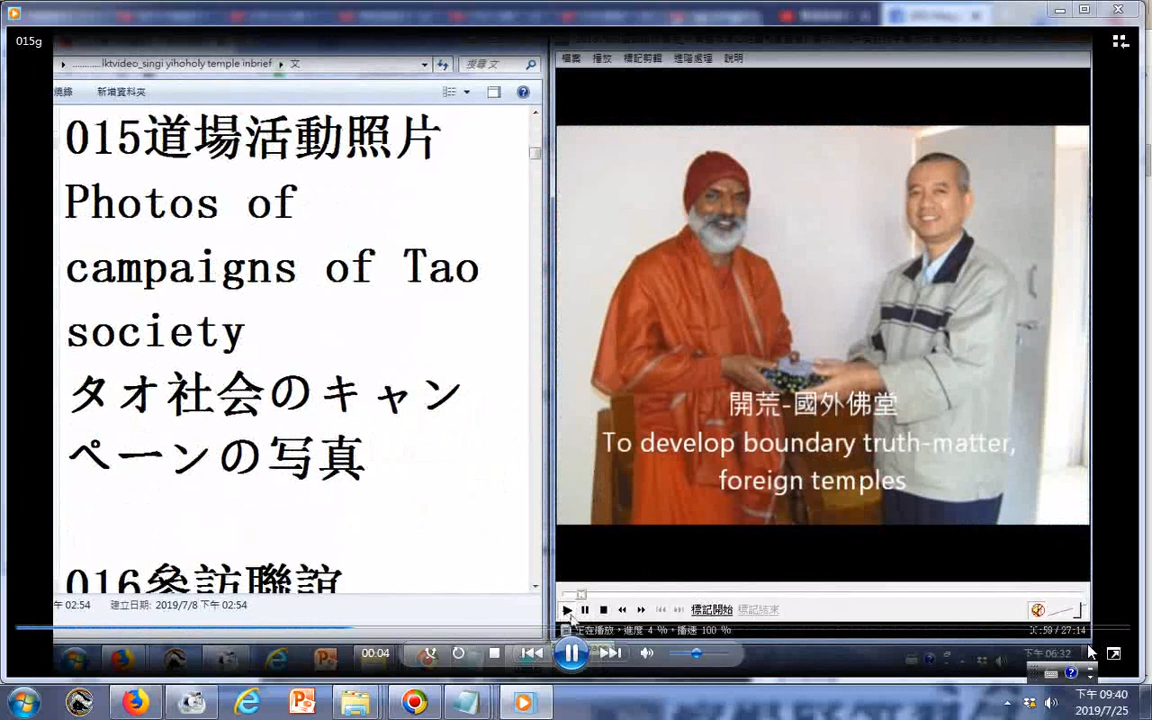 015g
lktvideo_singi yihoholy temple inbrief
文
搜尋 文
燒錄
新增資料夾
015道場活動照片
Photos of
campaigns of Tao
society
タオ社会のキャン
ペーンの写真
016參訪聯誼
午 02:54
建立日期: 2019/7/8 下午 02:54
檔案
播放
標記剪輯
進階處理
說明
開荒-國外佛堂
To develop boundary truth-matter,
foreign temples
標記開始
標記結束
正在播放，進度 4 %，播速 100 %
27:14
00:04
下午 06:32
下午 09:40
2019/7/25